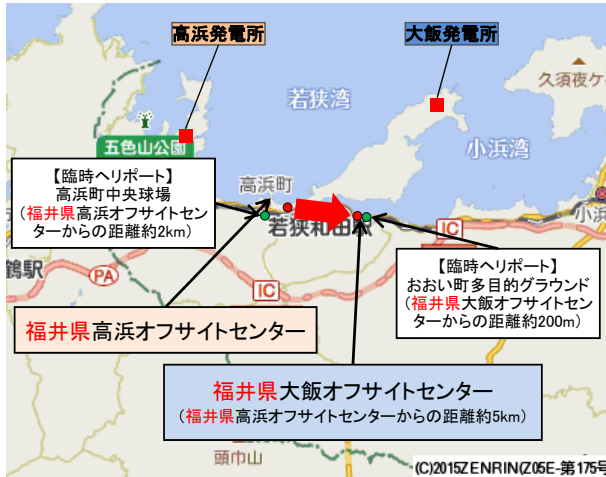 高浜発電所
大飯発電所
久須夜ケ
若狭湾
小浜湾
五色山公園
【臨時ヘリポート】
高浜町中央球場
(福井県高浜オフサイトセン
ターからの距離約2km)
高浜町
若狭和田駅
小浜
IC
鶴駅
PA
IC
【臨時ヘリポート】
おおい町多目的グラウンド
(福井県大飯オフサイトセン
ターからの距離約200m)
福井県高浜オフサイトセンター
福井県大飯オフサイトセンター
(福井県高浜オフサイトセンターからの距離約5km)
頭巾山
(C)2015ZENRIN(Z05E-第175号